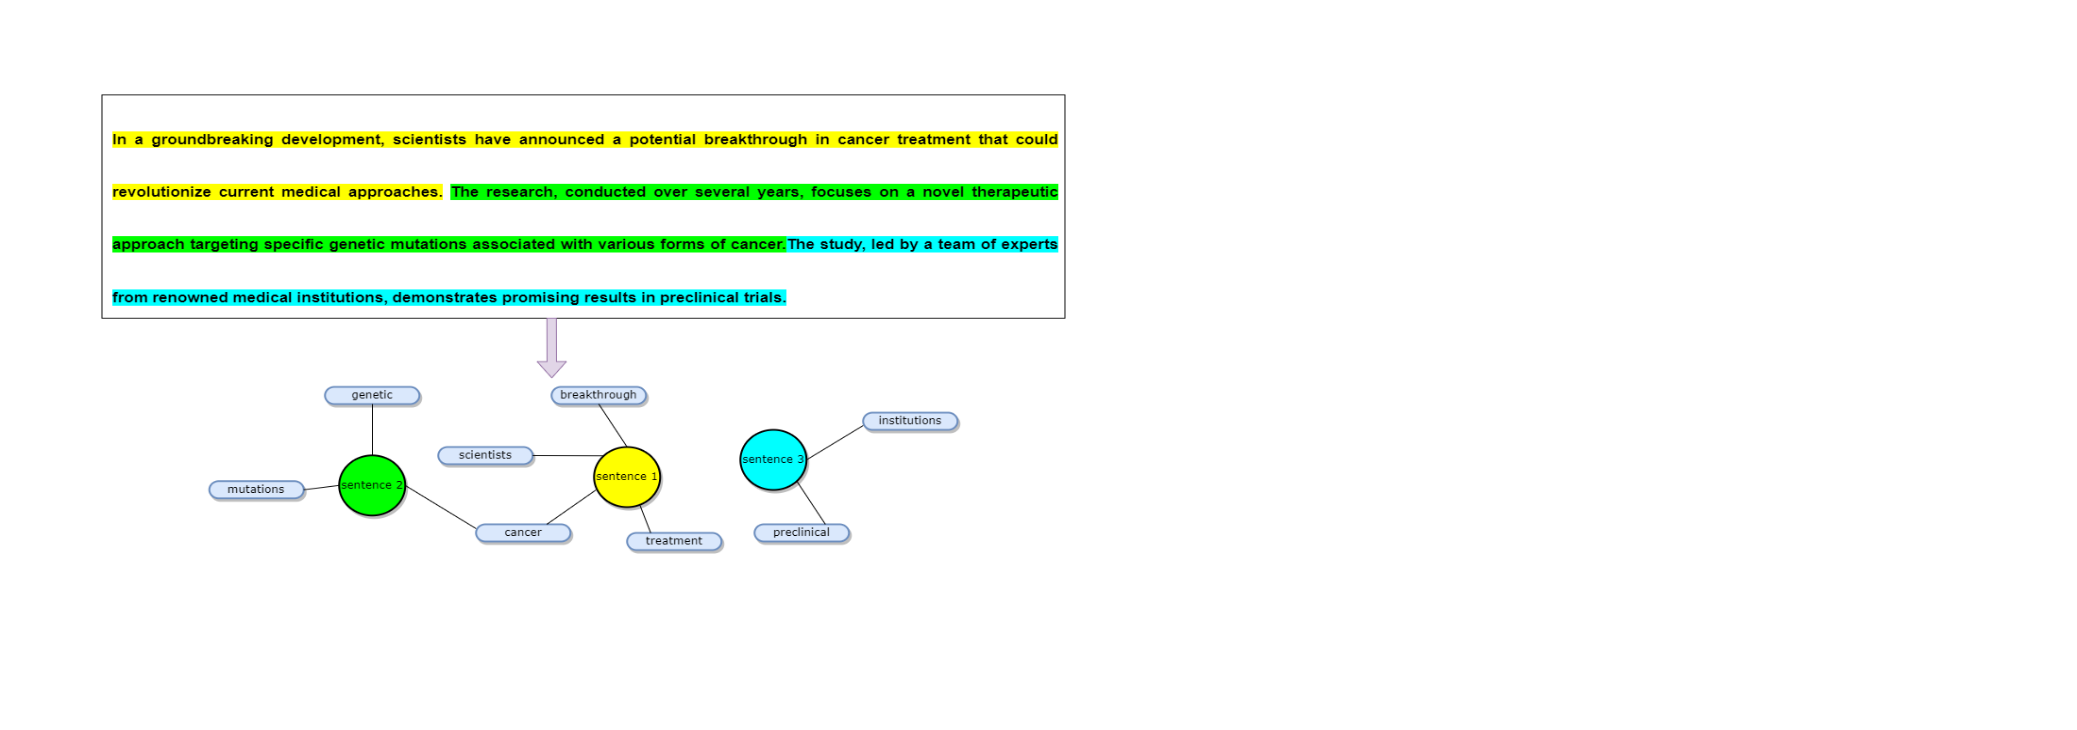 In a groundbreaking development, scientists have announced a potential breakthrough in cancer treatment that could
revolutionize current medical approaches. The research, conducted over several years, focuses on a novel therapeutic
approach targeting specific genetic mutations associated with various forms of cancer.The study, led by a team of experts
from renowned medical institutions, demonstrates promising results in preclinical trials.
genetic
breakthrough
institutions
scientists
sentence 3
sentence 1
sentence 2
mutations
cancer
preclinical
treatment